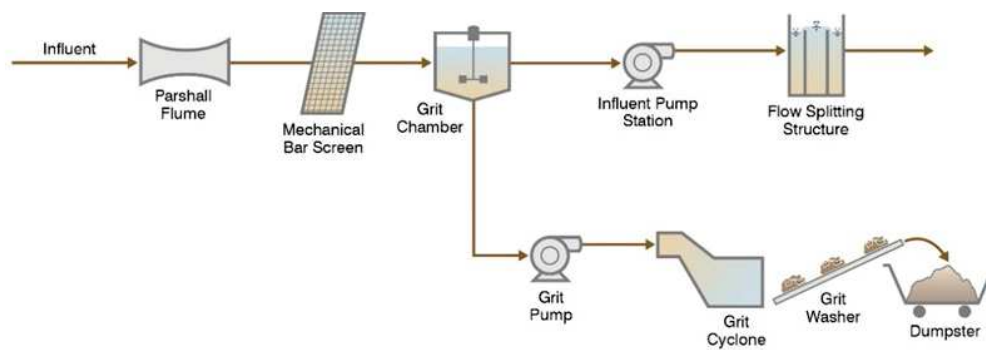 Influent
Parshall
Flume
Mechanical
Bar Screen
Grit
Chamber
Influent Pump
Station
Flow Splitting
Structure
Grit
Pump
Grit
Cyclone
Grit
Washer
Dumpster